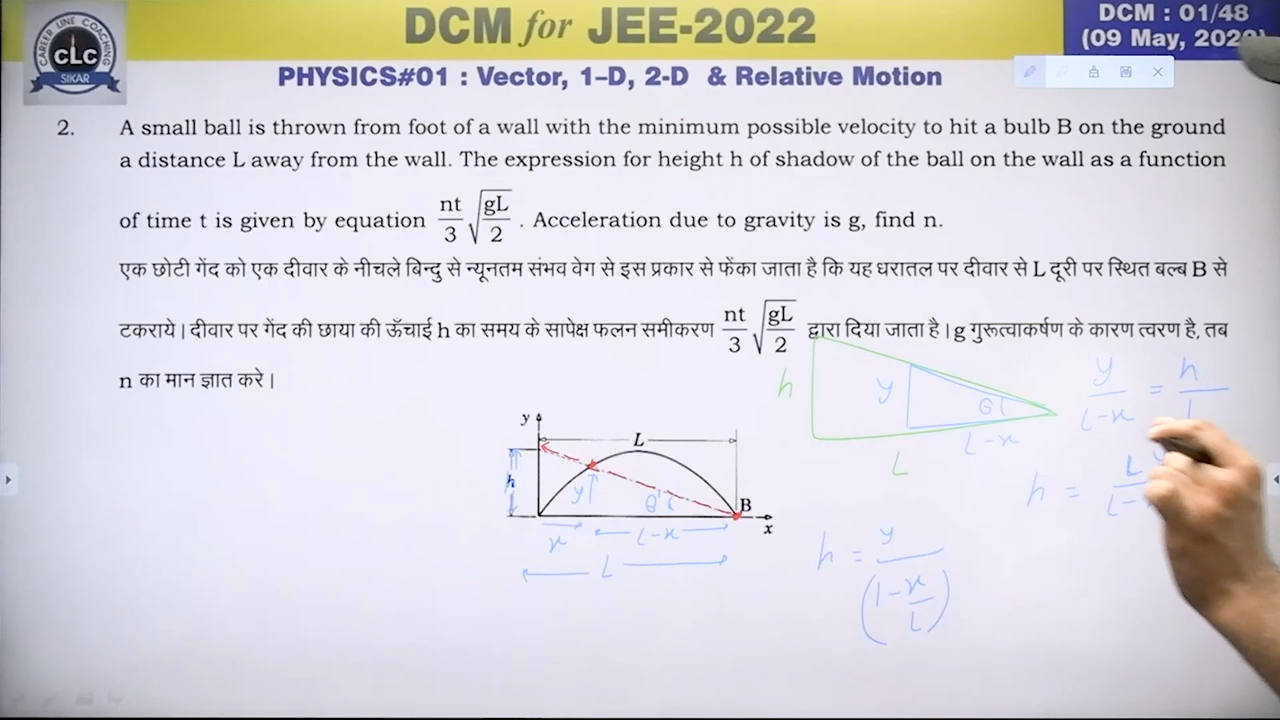 DCM for JEE-2022
DCM : 01/48
(09 May, 202
CAREER LINE COACHING
CLC
SIKAR
PHYSICS#01 : Vector, 1-D, 2-D & Relative Motion
2. A small ball is thrown from foot of a wall with the minimum possible velocity to hit a bulb B on the ground
a distance L away from the wall. The expression for height h of shadow of the ball on the wall as a function
of time t is given by equation nt/3 √(gL/2) . Acceleration due to gravity is g, find n.
एक छोटी गेंद को एक दीवार के नीचले बिन्दु से न्यूनतम संभव वेग से इस प्रकार से फेंका जाता है कि यह धरातल पर दीवार से L दूरी पर स्थित बल्ब B से
टकराये। दीवार पर गेंद की छाया की ऊँचाई h का समय के सापेक्ष फलन समीकरण nt/3 √(gL/2) द्वारा दिया जाता है। g गुरूत्वाकर्षण के कारण त्वरण है, तब
n का मान ज्ञात करे।
h y θ L-x L
y/(L-x) = h/L
h = L
y L h y θ B x
x L-x
L
h = y/(1-x/L)